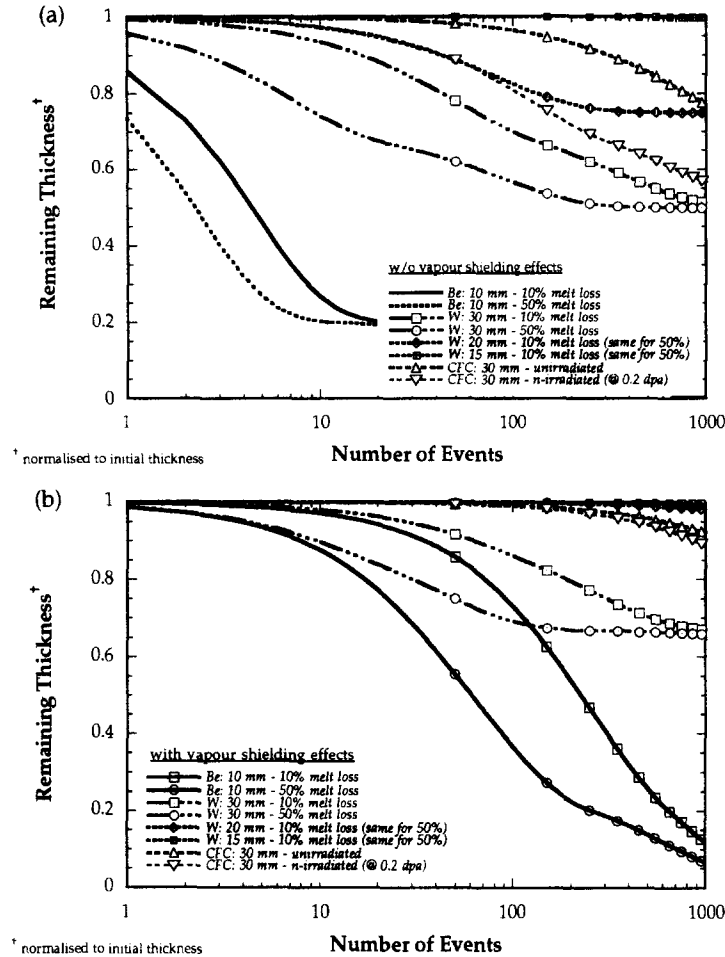 (a)
1
0.8
0.6
0.4
0.2
0
Remaining Thickness†
w/o vapour shielding effects
Be: 10 mm - 10% melt loss
Be: 10 mm - 50% melt loss
W: 30 mm - 10% melt loss
W: 30 mm - 50% melt loss
W: 20 mm - 10% melt loss (same for 50%)
W: 15 mm - 10% melt loss (same for 50%)
CFC: 30 mm - unirradiated
CFC: 30 mm - n-irradiated (@ 0.2 dpa)
1 10 100 1000
† normalised to initial thickness
Number of Events
(b)
1
0.8
0.6
0.4
0.2
0
Remaining Thickness†
with vapour shielding effects
Be: 10 mm - 10% melt loss
Be: 10 mm - 50% melt loss
W: 30 mm - 10% melt loss
W: 30 mm - 50% melt loss
W: 20 mm - 10% melt loss (same for 50%)
W: 15 mm - 10% melt loss (same for 50%)
CFC: 30 mm - unirradiated
CFC: 30 mm - n-irradiated (@ 0.2 dpa)
1 10 100 1000
† normalised to initial thickness
Number of Events